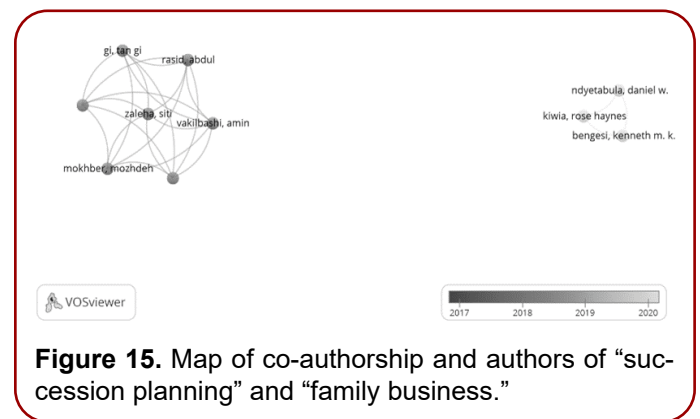 gi, tan gi
rasid, abdul
zaleha, siti
vakilbashi, amin
mokhber, mozhdeh
ndyetabula, daniel w.
kiwia, rose haynes
bengesi, kenneth m. k.
VOSviewer
2017 2018 2019 2020
Figure 15. Map of co-authorship and authors of “suc-
cession planning” and “family business.”